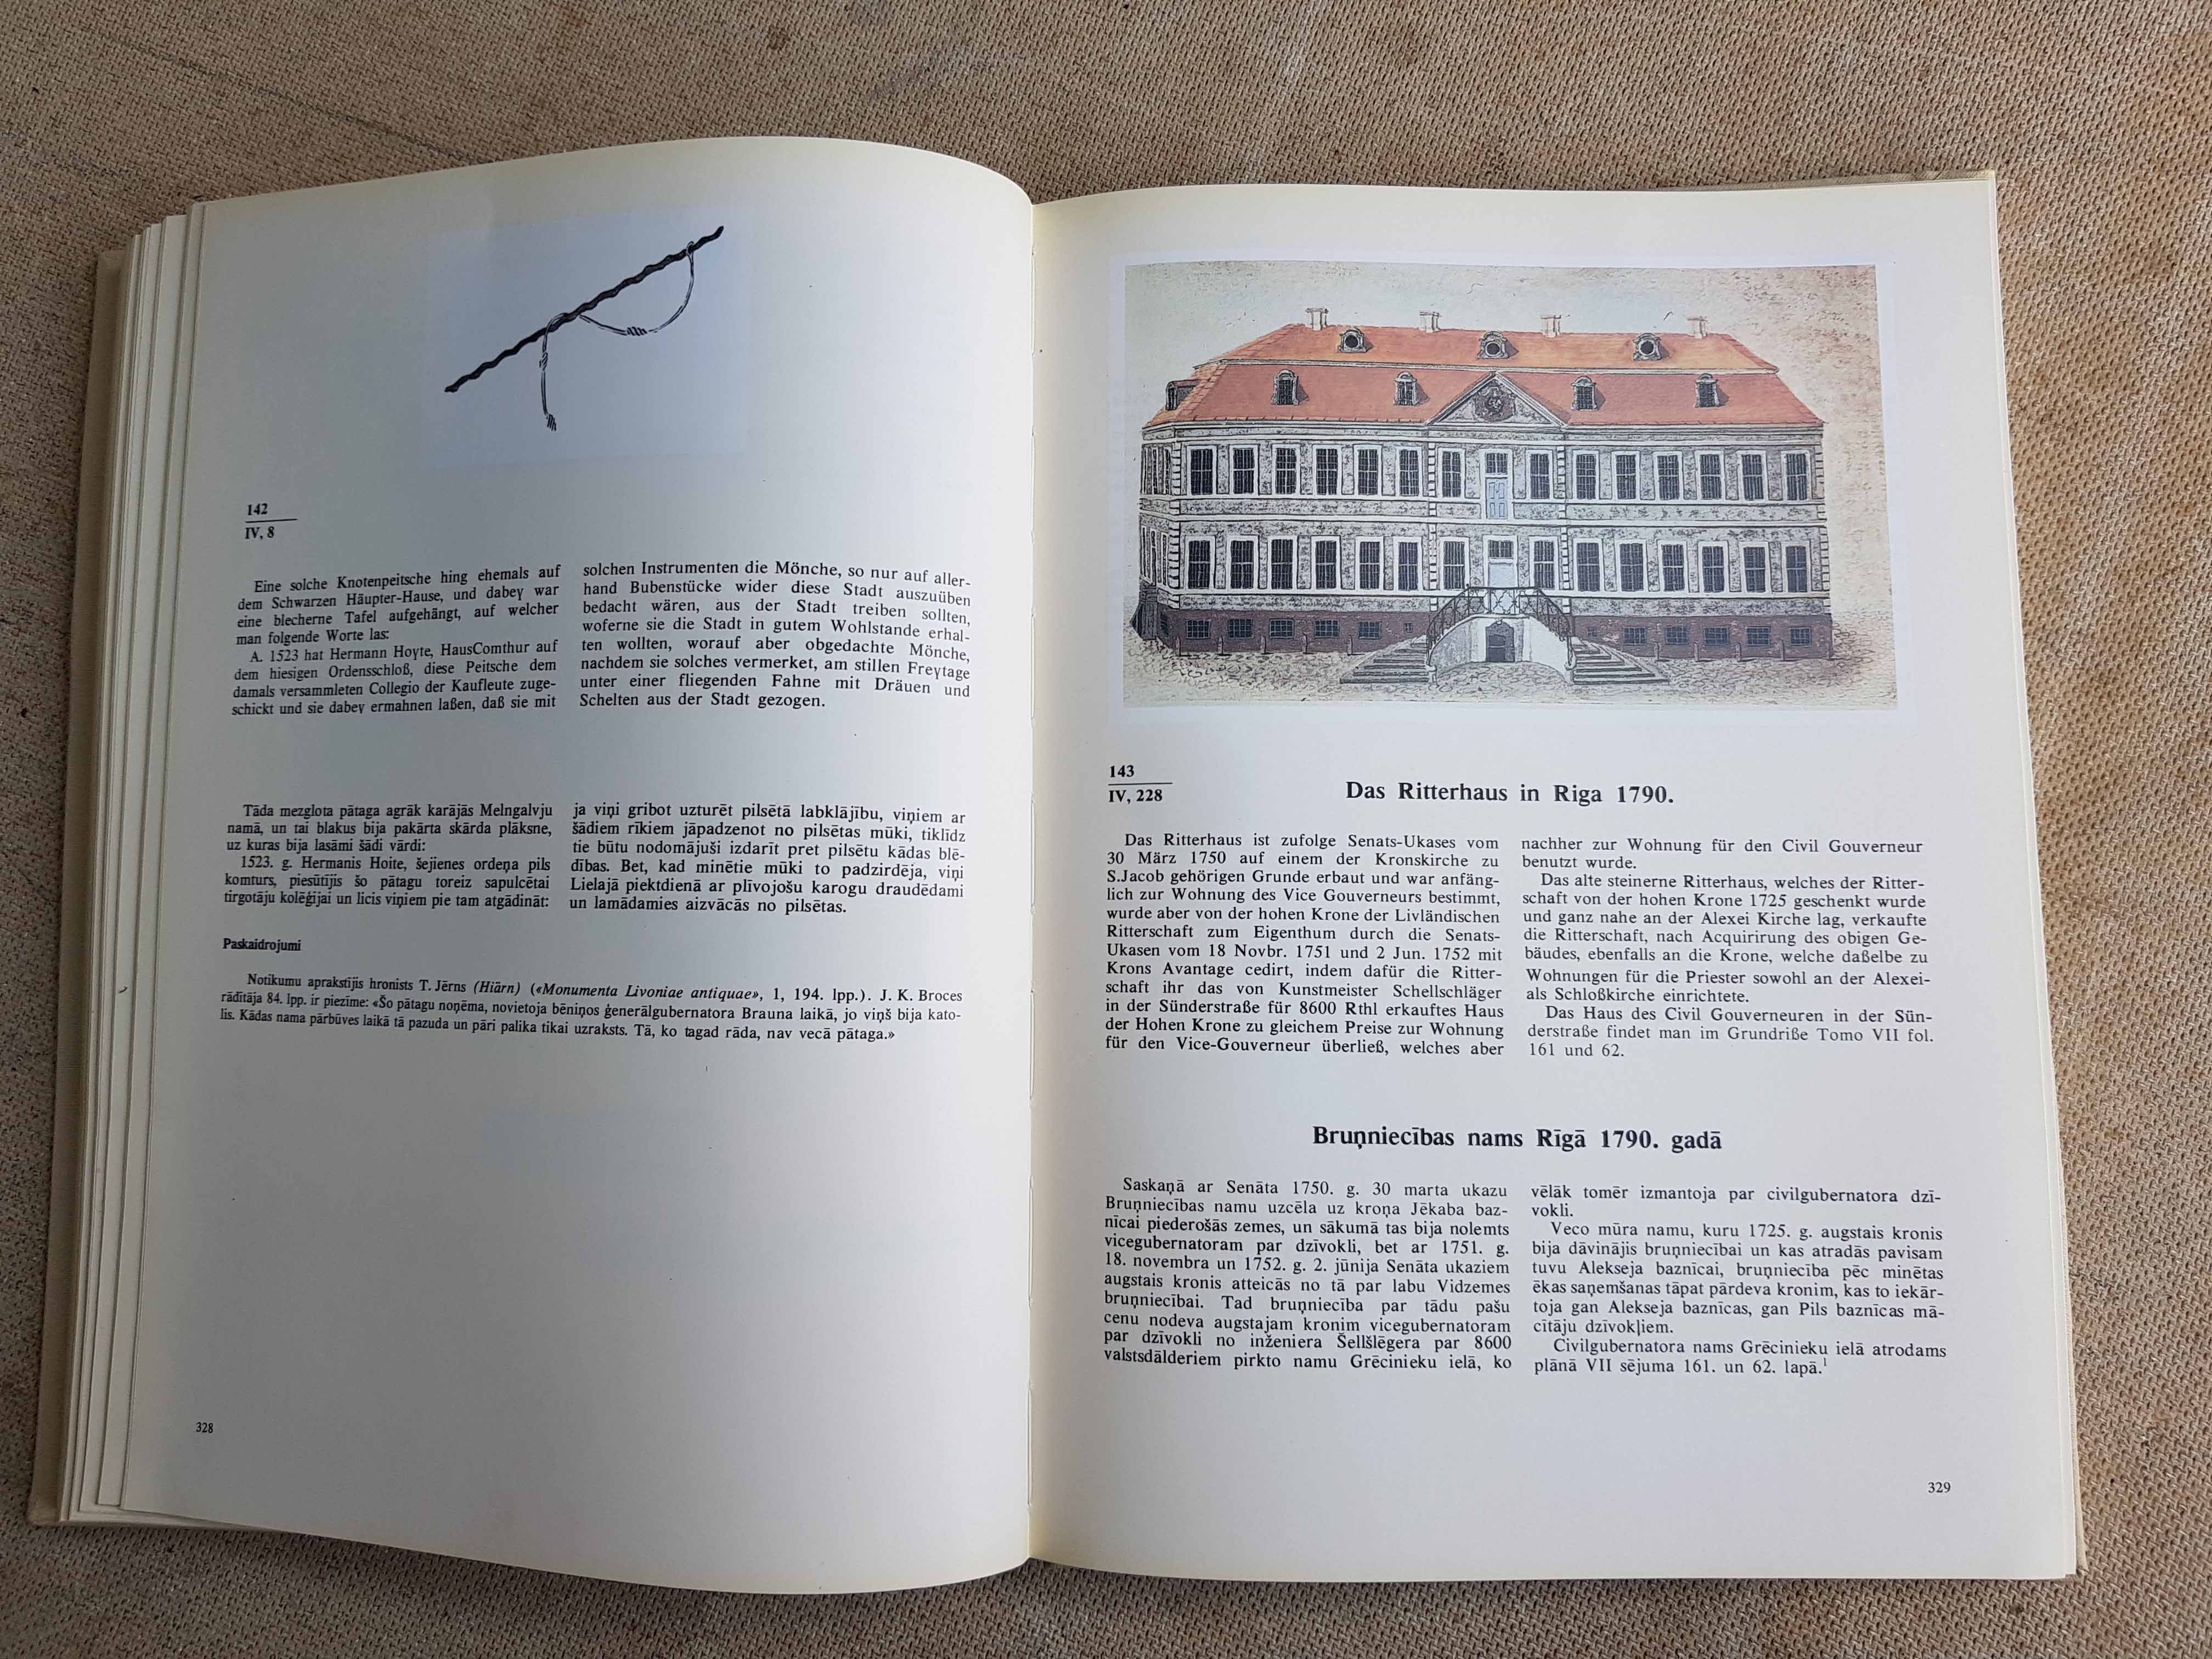 142
IV, 8
Eine solche Knotenpeitsche hing ehemals auf
dem Schwarzen Häupter-Hause, und dabey war
eine blecherne Tafel aufgehängt, auf welcher
man folgende Worte las:
A. 1523 hat Hermann Hoyte, HausComthur auf
dem hiesigen Ordensschloß, diese Peitsche dem
damals versammleten Collegio der Kaufleute zuge-
schickt und sie dabey ermahnen laßen, daß sie mit
solchen Instrumenten die Mönche, so nur auf aller-
hand Bubenstücke wider diese Stadt auszuüben
bedacht wären, aus der Stadt treiben sollten,
woferne sie die Stadt in gutem Wohlstande erhal-
ten wollten, worauf aber obgedachte Mönche,
nachdem sie solches vermerket, am stillen Freytage
unter einer fliegenden Fahne mit Dräuen und
Schelten aus der Stadt gezogen.
Tāda mezglota pātaga agrāk karājās Melngalvju
namā, un tai blakus bija pakārta skārda plāksne,
uz kuras bija lasāmi šādi vārdi:
1523. g. Hermanis Hoite, šejienes ordeņa pils
komturs, piesūtījis šo pātagu toreiz sapulcētai
tirgotāju kolēģijai un licis viņiem pie tam atgādināt:
ja viņi gribot uzturēt pilsētā labklājību, viņiem ar
šādiem rīkiem jāpadzenot no pilsētas mūki, tiklīdz
tie būtu nodomājuši izdarīt pret pilsētu kādas blē-
dības. Bet, kad minētie mūki to padzirdēja, viņi
Lielajā piektdienā ar plīvojošu karogu draudēdami
un lamādamies aizvācās no pilsētas.
Paskaidrojumi
Notikumu aprakstījis hronists T. Jērns (Hiärn) («Monumenta Livoniae antiquae», 1, 194. lpp.). J. K. Broces
rādītāja 84. lpp. ir piezīme: «Šo pātagu noņēma, novietoja bēniņos ģenerālgubernatora Brauna laikā, jo viņš bija kato-
lis. Kādas nama pārbūves laikā tā pazuda un pāri palika tikai uzraksts. Tā, ko tagad rāda, nav vecā pātaga.»
328
143
IV, 228
Das Ritterhaus in Riga 1790.
Das Ritterhaus ist zufolge Senats-Ukases vom
30 März 1750 auf einem der Kronskirche zu
S.Jacob gehörigen Grunde erbaut und war anfäng-
lich zur Wohnung des Vice Gouverneurs bestimmt,
wurde aber von der hohen Krone der Livländischen
Ritterschaft zum Eigenthum durch die Senats-
Ukasen vom 18 Novbr. 1751 und 2 Jun. 1752 mit
Krons Avantage cedirt, indem dafür die Ritter-
schaft ihr das von Kunstmeister Schellschläger
in der Sünderstraße für 8600 Rthl erkauftes Haus
der Hohen Krone zu gleichem Preise zur Wohnung
für den Vice-Gouverneur überließ, welches aber
nachher zur Wohnung für den Civil Gouverneur
benutzt wurde.
Das alte steinerne Ritterhaus, welches der Ritter-
schaft von der hohen Krone 1725 geschenkt wurde
und ganz nahe an der Alexei Kirche lag, verkaufte
die Ritterschaft, nach Acquirirung des obigen Ge-
bäudes, ebenfalls an die Krone, welche daßelbe zu
Wohnungen für die Priester sowohl an der Alexei-
als Schloßkirche einrichtete.
Das Haus des Civil Gouverneuren in der Sün-
derstraße findet man im Grundriße Tomo VII fol.
161 und 62.
Bruņniecības nams Rīgā 1790. gadā
Saskaņā ar Senāta 1750. g. 30 marta ukazu
Bruņniecības namu uzcēla uz kroņa Jēkaba baz-
nīcai piederošās zemes, un sākumā tas bija nolemts
vicegubernatoram par dzīvokli, bet ar 1751. g.
18. novembra un 1752. g. 2. jūnija Senāta ukaziem
augstais kronis atteicās no tā par labu Vidzemes
bruņniecībai. Tad bruņniecība par tādu pašu
cenu nodeva augstajam kronim vicegubernatoram
par dzīvokli no inženiera Šellšlēgera par 8600
valstsdālderiem pirkto namu Grēcinieku ielā, ko
vēlāk tomēr izmantoja par civilgubernatora dzī-
vokli.
Veco mūra namu, kuru 1725. g. augstais kronis
bija dāvinājis bruņniecībai un kas atradās pavisam
tuvu Alekseja baznīcai, bruņniecība pēc minētas
ēkas saņemšanas tāpat pārdeva kronim, kas to iekār-
toja gan Alekseja baznīcas, gan Pils baznīcas mā-
cītāju dzīvokļiem.
Civilgubernatora nams Grēcinieku ielā atrodams
plānā VII sējuma 161. un 62. lapā.¹
329